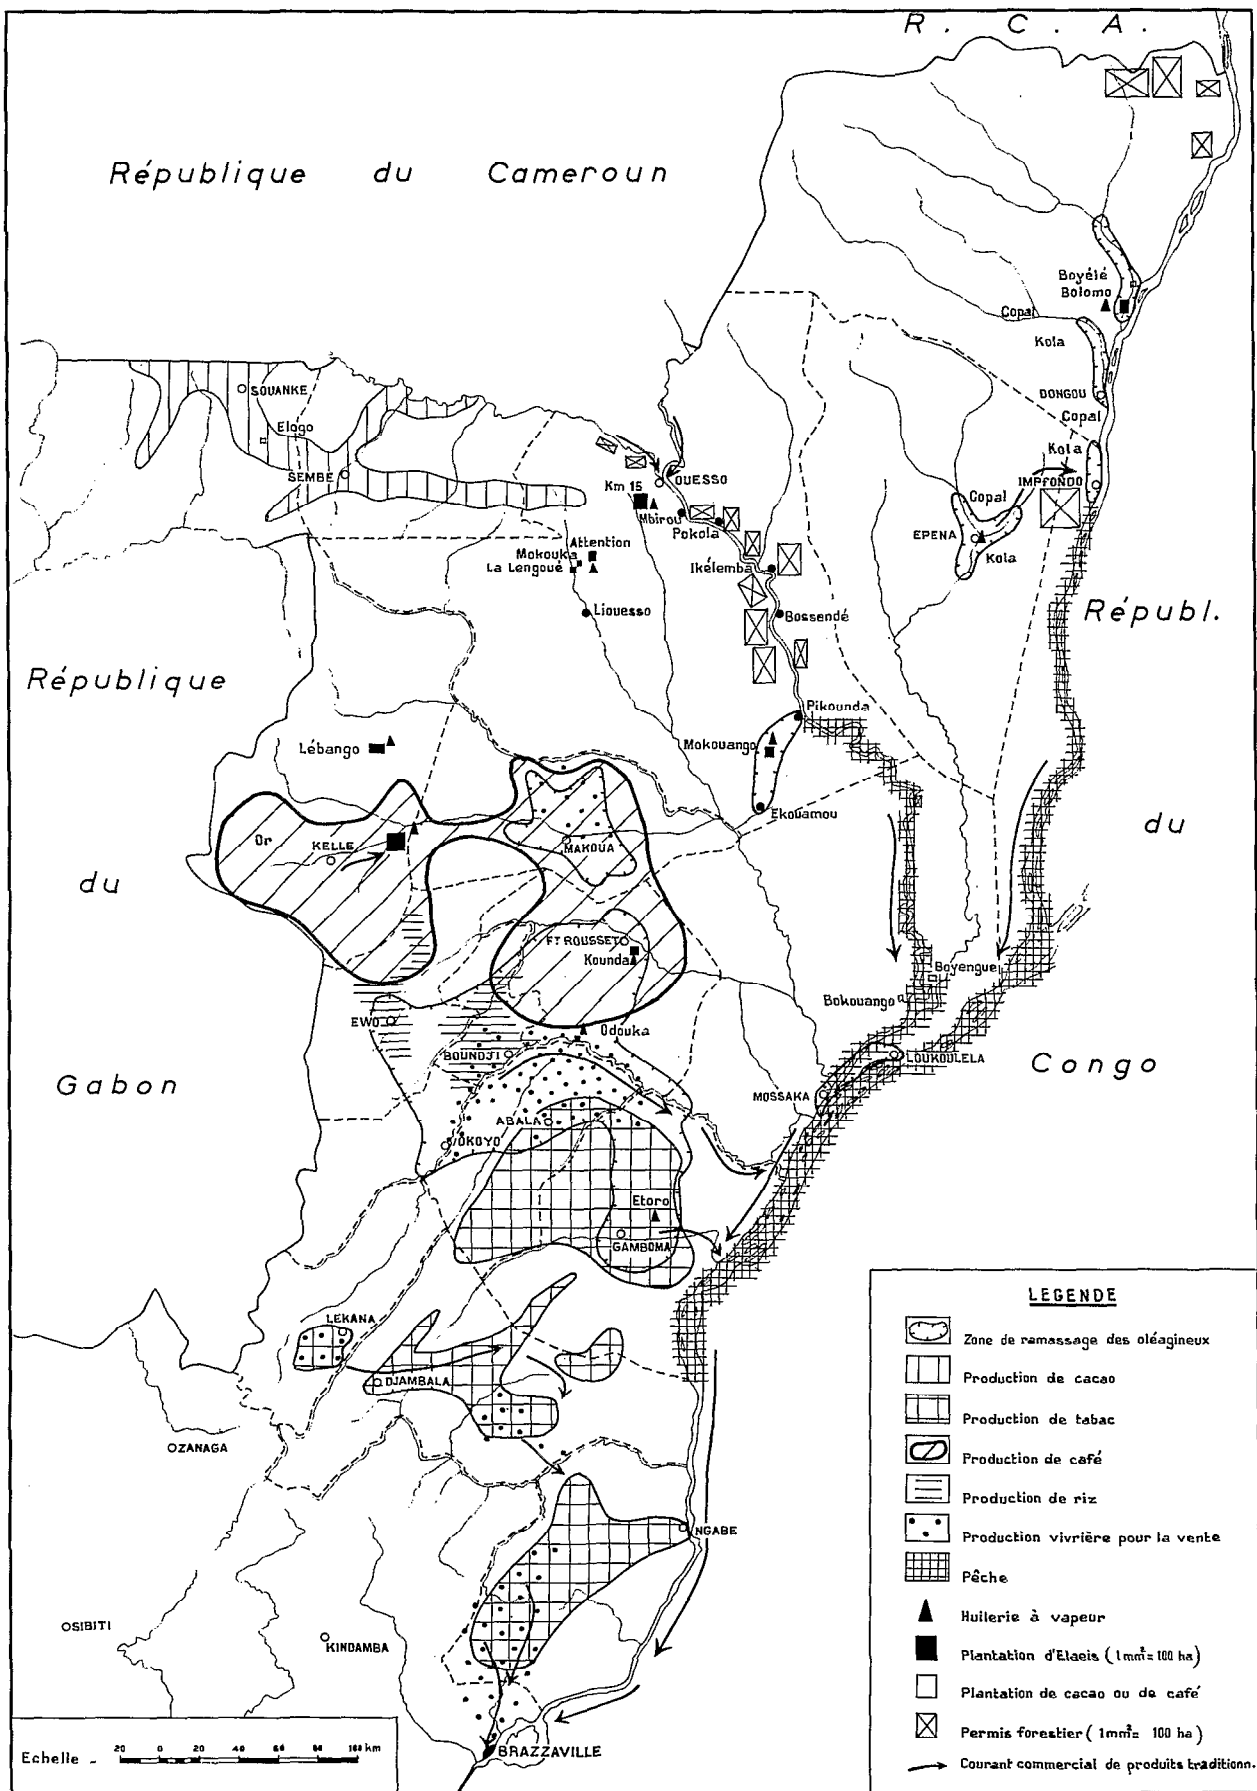 R. C. A.
République du Cameroun
Boyélé
Bolomo
Copal
Kola
SOUANKE
DONGOU
Copal
Elogo
Kola
SEMBE
OUESSO
IMPFONDO
Km 15
Copal
Mbirou
Pokola
EPENA
Attention
Mokouka
Kola
La Lengoué
Ikélemba
Liouesso
Bossendé
Républ.
République
Pikounda
Lébango
Mokouango
Ekouamou
du
Or
KELLE
MAKOUA
du
FT ROUSSET
Kounda
Boyengue
Bokouango
EWO
Odouka
BOUNDJI
LOUKOULELA
Gabon
Congo
MOSSAKA
ABALA
OKOYO
Etoro
GAMBOMA
LEKANA
DJAMBALA
OZANAGA
NGABE
OSIBITI
KINDAMBA
BRAZZAVILLE
Echelle - 20 0 20 40 60 80 100 km
LEGENDE
Zone de ramassage des oléagineux
Production de cacao
Production de tabac
Production de café
Production de riz
Production vivrière pour la vente
Pêche
Huilerie à vapeur
Plantation d'Elaeis (1mm²= 100 ha)
Plantation de cacao ou de café
Permis forestier (1mm²= 100 ha)
Courant commercial de produits traditionn.